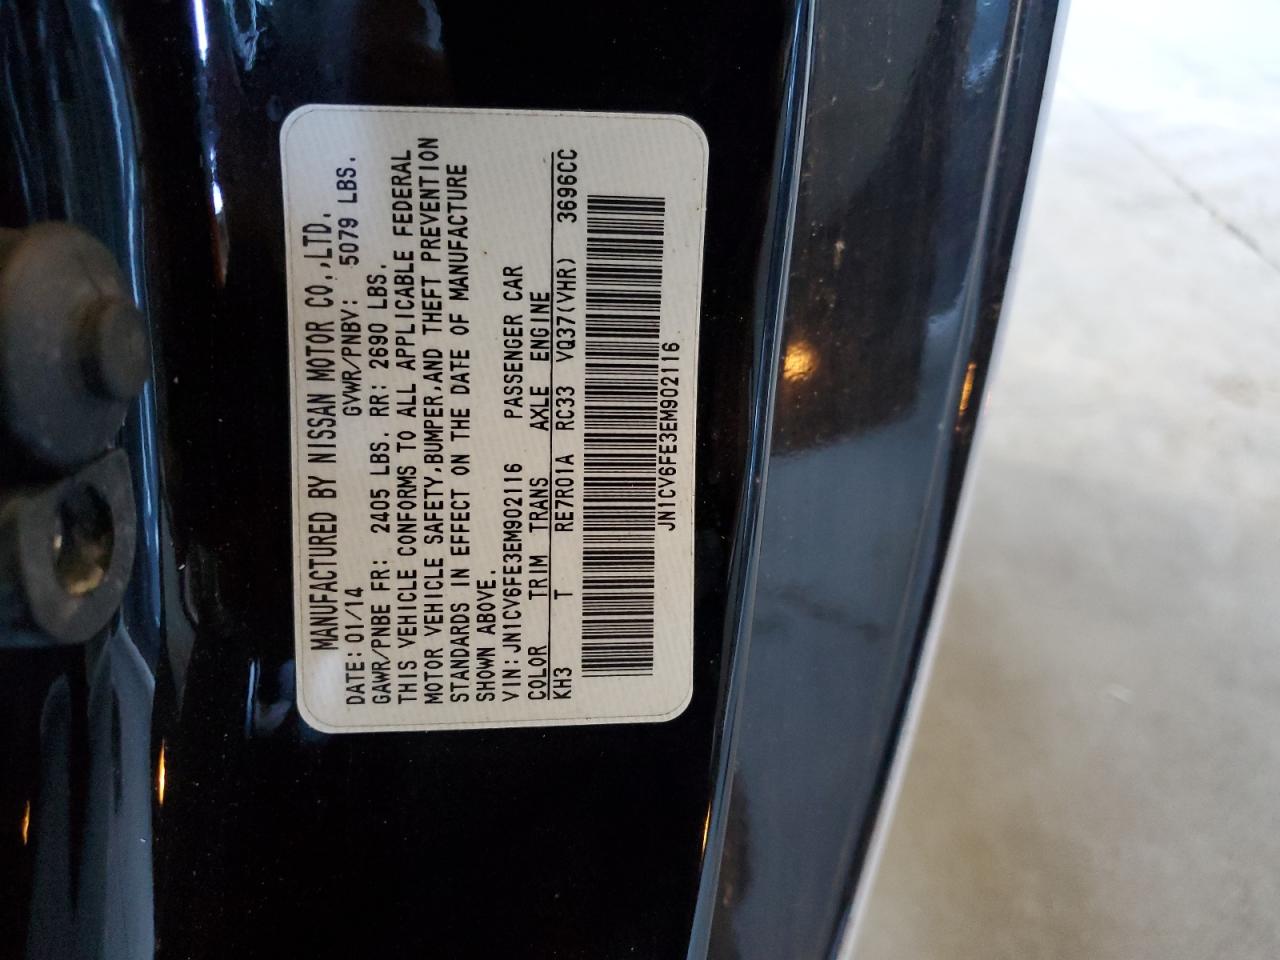 MANUFACTURED BY NISSAN MOTOR CO.,LTD.
DATE: 01/14 GVWR/PNBV: 5079 LBS.
GAWR/PNBE FR: 2405 LBS. RR: 2690 LBS.
THIS VEHICLE CONFORMS TO ALL APPLICABLE FEDERAL
MOTOR VEHICLE SAFETY,BUMPER,AND THEFT PREVENTION
STANDARDS IN EFFECT ON THE DATE OF MANUFACTURE
SHOWN ABOVE.
VIN: JN1CV6FE3EM902116 PASSENGER CAR
COLOR TRIM TRANS AXLE ENGINE
KH3 T RE7R01A RC33 VQ37(VHR) 3696CC
JN1CV6FE3EM902116